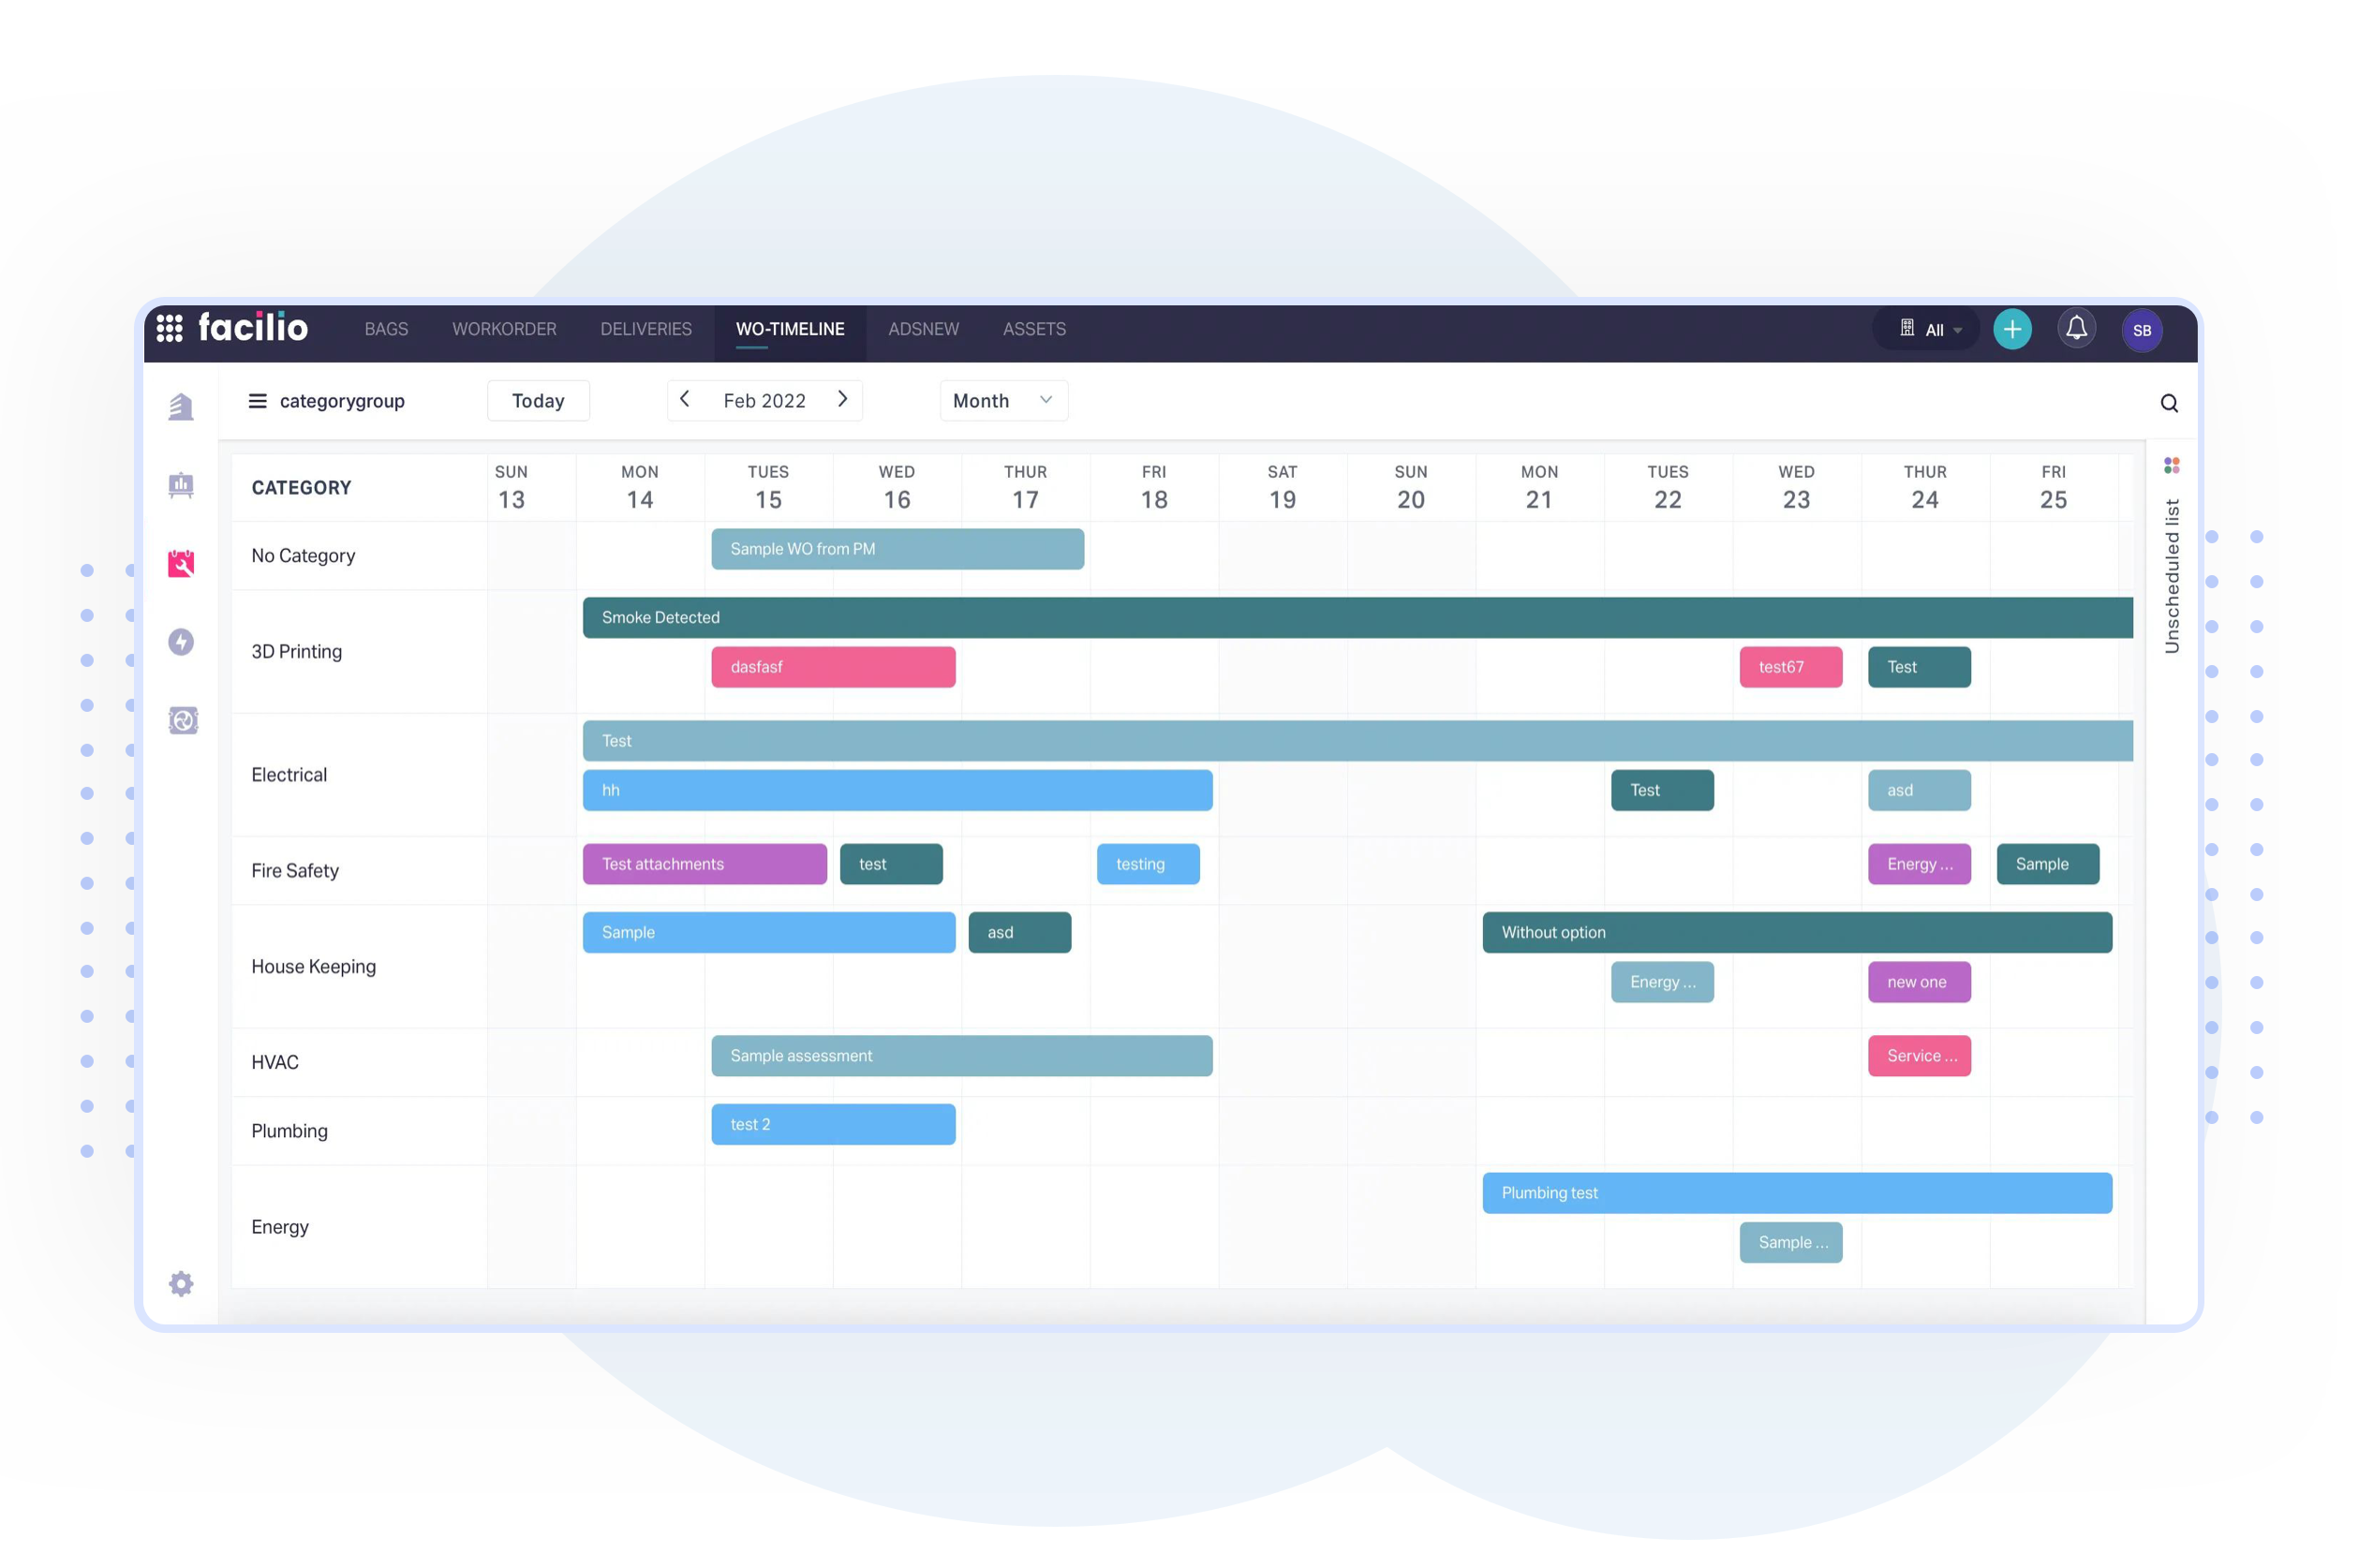 facilio BAGS WORKORDER DELIVERIES WO-TIMELINE ADSNEW ASSETS All SB
categorygroup Today Feb 2022 Month
CATEGORY SUN MON TUES WED THUR FRI SAT SUN MON TUES WED THUR FRI
13 14 15 16 17 18 19 20 21 22 23 24 25
Unscheduled list
No Category Sample WO from PM
Smoke Detected
3D Printing
dasfasf test67 Test
Test
Electrical
hh Test asd
Fire Safety Test attachments test testing Energy ... Sample
Sample asd Without option
House Keeping
Energy ... new one
HVAC Sample assessment Service ...
Plumbing test 2
Plumbing test
Energy
Sample ...